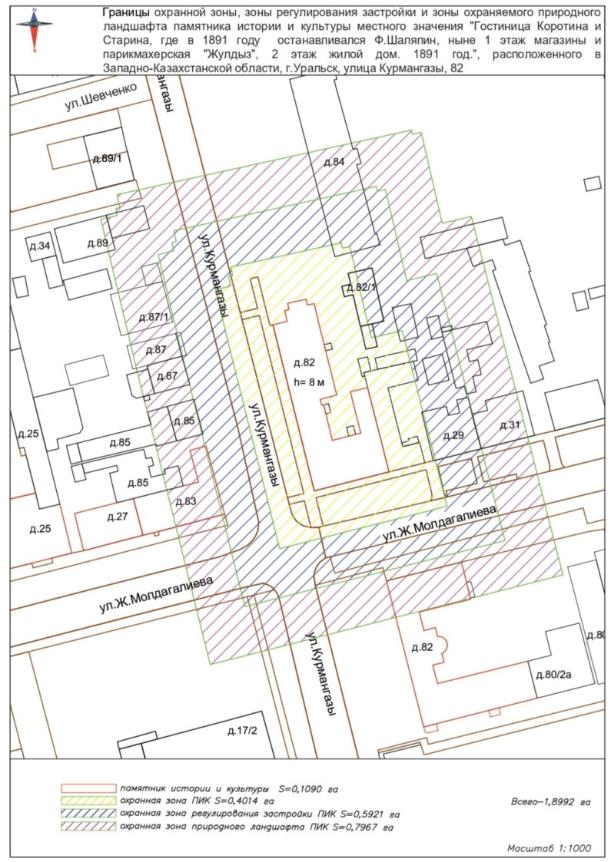 Границы охранной зоны, зоны регулирования застройки и зоны охраняемого природного
ландшафта памятника истории и культуры местного значения "Гостиница Коротина и
Старина, где в 1891 году останавливался Ф.Шаляпин, ныне 1 этаж магазины и
парикмахерская "Жулдыз", 2 этаж жилой дом. 1891 год.", расположенного в
Западно-Казахстанской области, г.Уральск, улица Курмангазы, 82
N
ул.Шевченко
ул.Курмангазы
д.89/1
д.84
д.34
д.89
ул.Курмангазы
д.82/1
д.87/1
д.87
д.82
h= 8 м
д.87
д.85
ул.Курмангазы
д.25
д.85
д.29
д.31
д.85
д.83
д.25
д.27
ул.Ж.Молдагалиева
ул.Ж.Молдагалиева
ул.Курмангазы
д.82
д.80
д.80/2а
д.17/2
памятник истории и культуры S=0,1090 га
охранная зона ПИК S=0,4014 га
охранная зона регулирования застройки ПИК S=0,5921 га
охранная зона природного ландшафта ПИК S=0,7967 га
Всего-1,8992 га.
Масштаб 1:1000